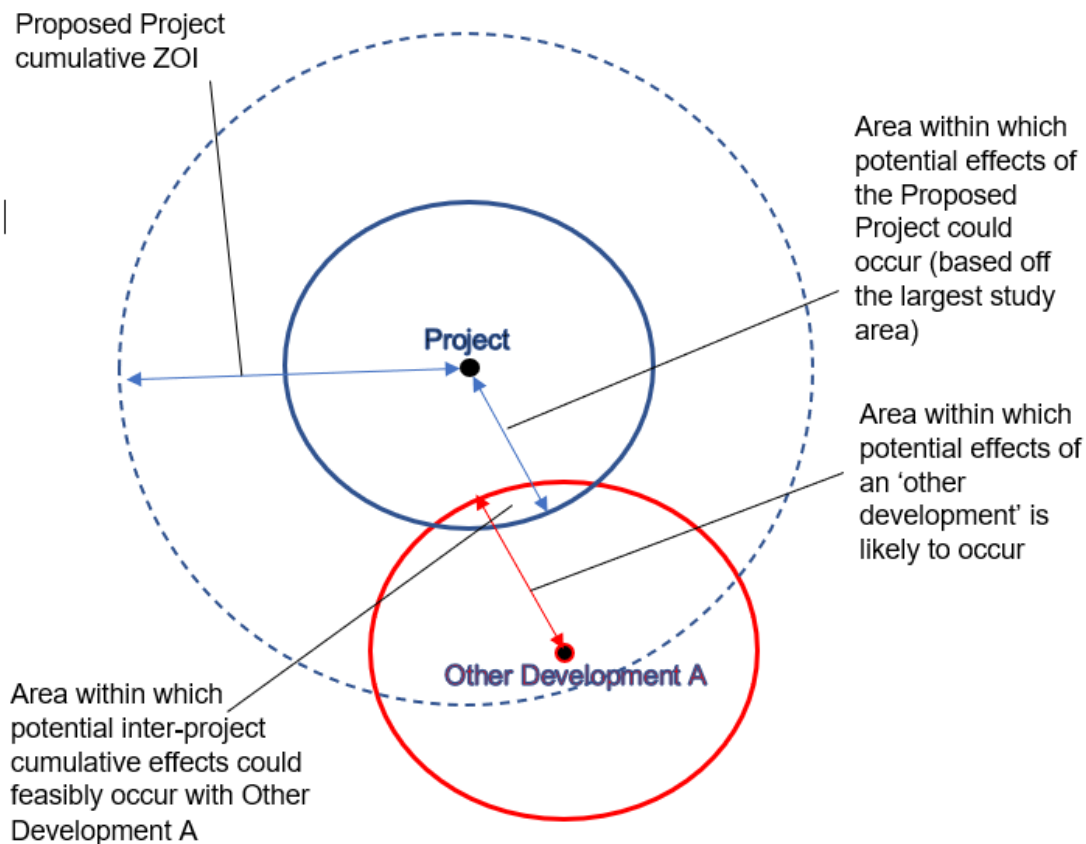 Proposed Project
cumulative ZOI
Area within which
potential effects of
the Proposed
Project could
occur (based off
the largest study
area)
Project
Area within which
potential effects of
an ‘other
development’ is
likely to occur
Other Development A
Area within which
potential inter-project
cumulative effects could
feasibly occur with Other
Development A